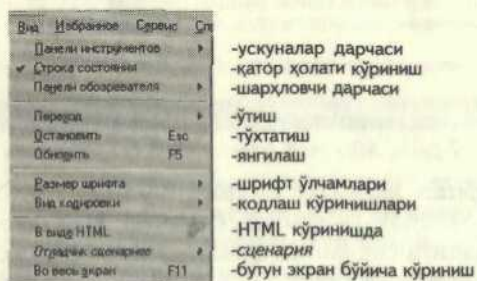 Вид Избранное Сервис Сп
Панели инструментов -ускуналар дарчаси
Строка состояния -қатор ҳолати кўриниш
Панели обозревателя -шарҳловчи дарчаси
Переход -ўтиш
Остановить Esc -тўхтатиш
Обновить F5 -янгилаш
Размер шрифта -шрифт ўлчамлари
Вид кодировки -кодлаш кўринишлари
В виде HTML -HTML кўринишда
Отладчик сценариев -сценария
Во весь экран F11 -бутун экран бўйича кўриниш